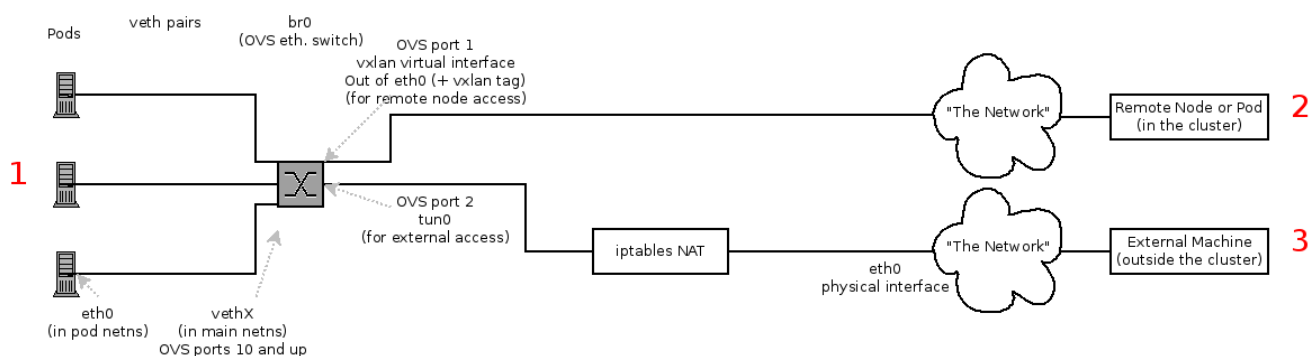 Pods
veth pairs
br0
(OVS eth. switch)
OVS port 1
vxlan virtual interface
Out of eth0 (+ vxlan tag)
(for remote node access)
"The Network"
Remote Node or Pod
(in the cluster)
2
1
OVS port 2
tun0
(for external access)
iptables NAT
eth0
physical interface
"The Network"
External Machine
(outside the cluster)
3
eth0
(in pod netns)
vethX
(in main netns)
OVS ports 10 and up